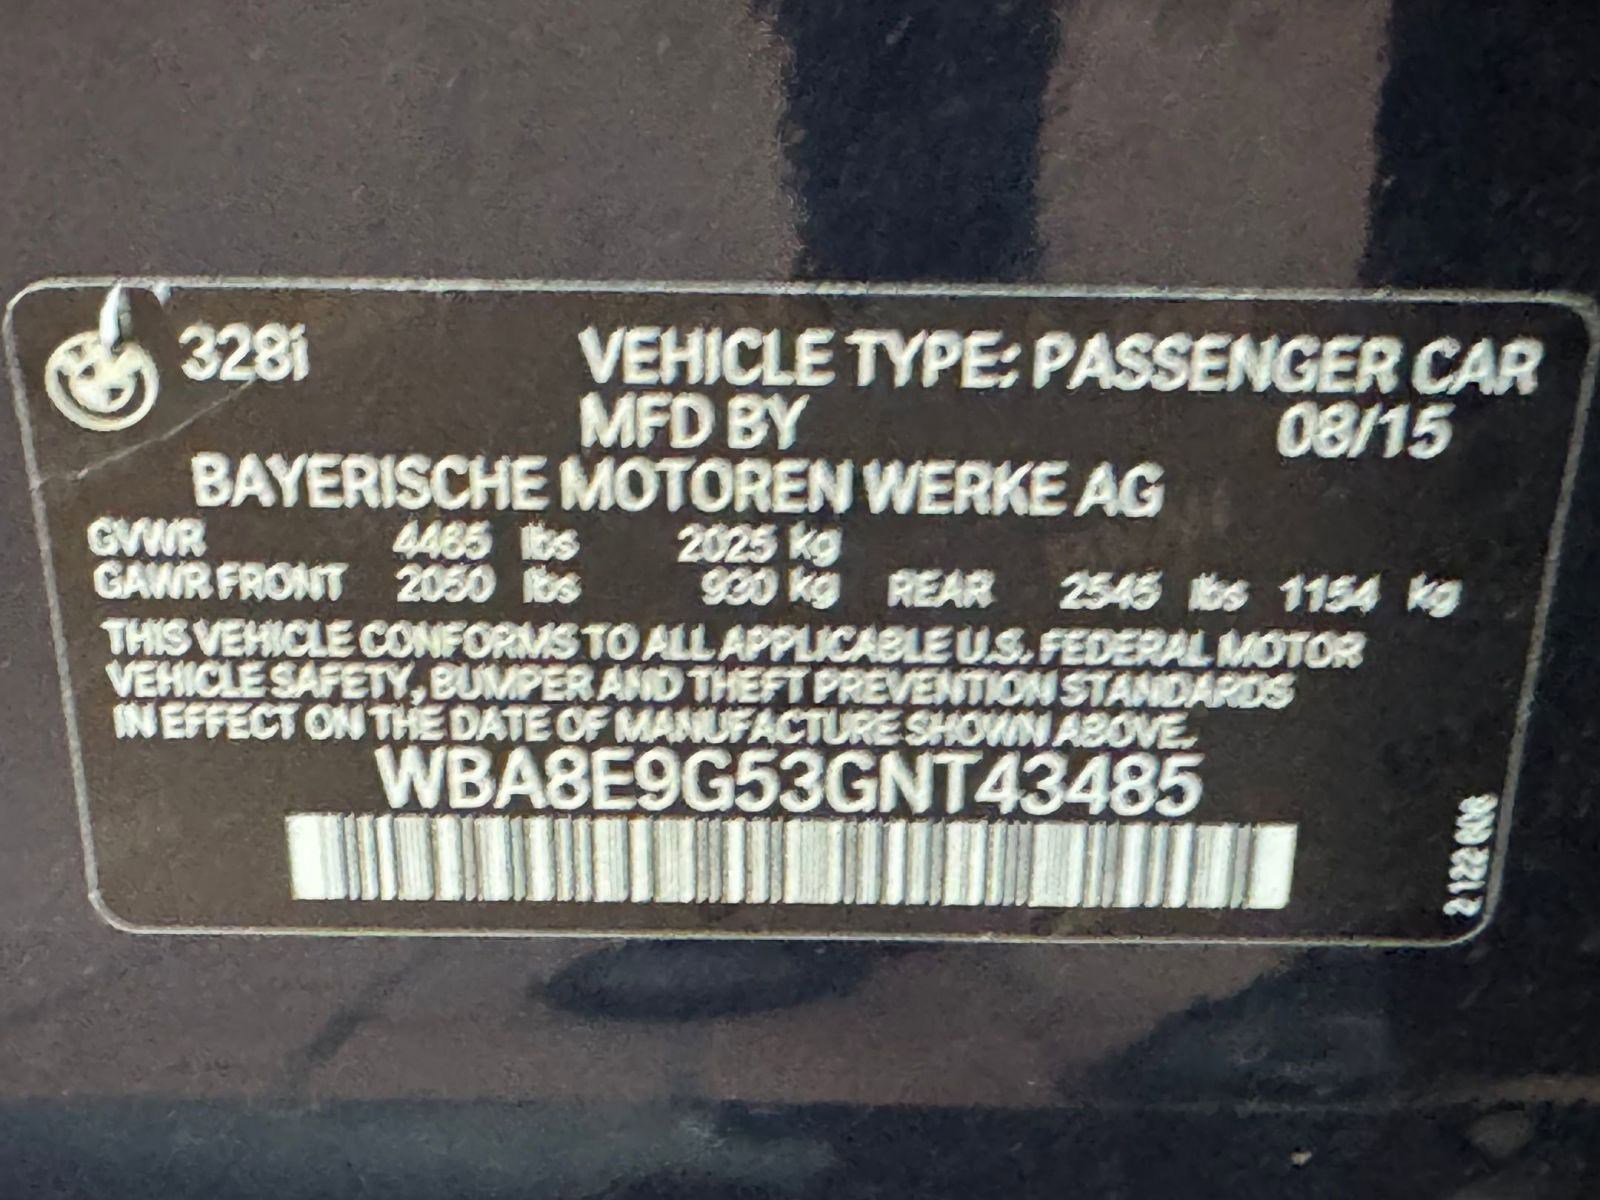 328i VEHICLE TYPE: PASSENGER CAR
MFD BY 08/15
BAYERISCHE MOTOREN WERKE AG
GVWR 4465 lbs 2025 kg
GAWR FRONT 2050 lbs 930 kg REAR 2545 lbs 1154 kg
THIS VEHICLE CONFORMS TO ALL APPLICABLE U.S. FEDERAL MOTOR
VEHICLE SAFETY, BUMPER AND THEFT PREVENTION STANDARDS
IN EFFECT ON THE DATE OF MANUFACTURE SHOWN ABOVE.
WBA8E9G53GNT43485